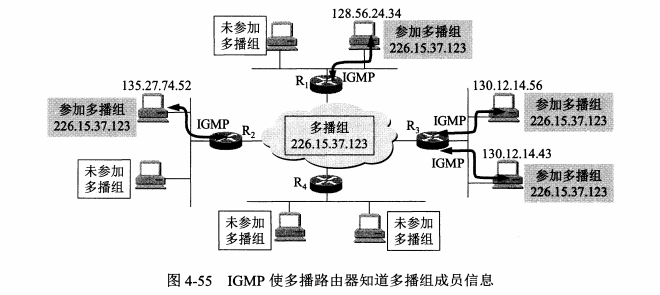 128.56.24.34
未参加
多播组
参加多播组
226.15.37.123
R1
IGMP
135.27.74.52
参加多播组
226.15.37.123
IGMP
R2
未参加
多播组
多播组
226.15.37.123
R3
IGMP
130.12.14.56
参加多播组
226.15.37.123
IGMP
130.12.14.43
参加多播组
226.15.37.123
R4
未参加
多播组
未参加
多播组
图 4-55 IGMP 使多播路由器知道多播组成员信息